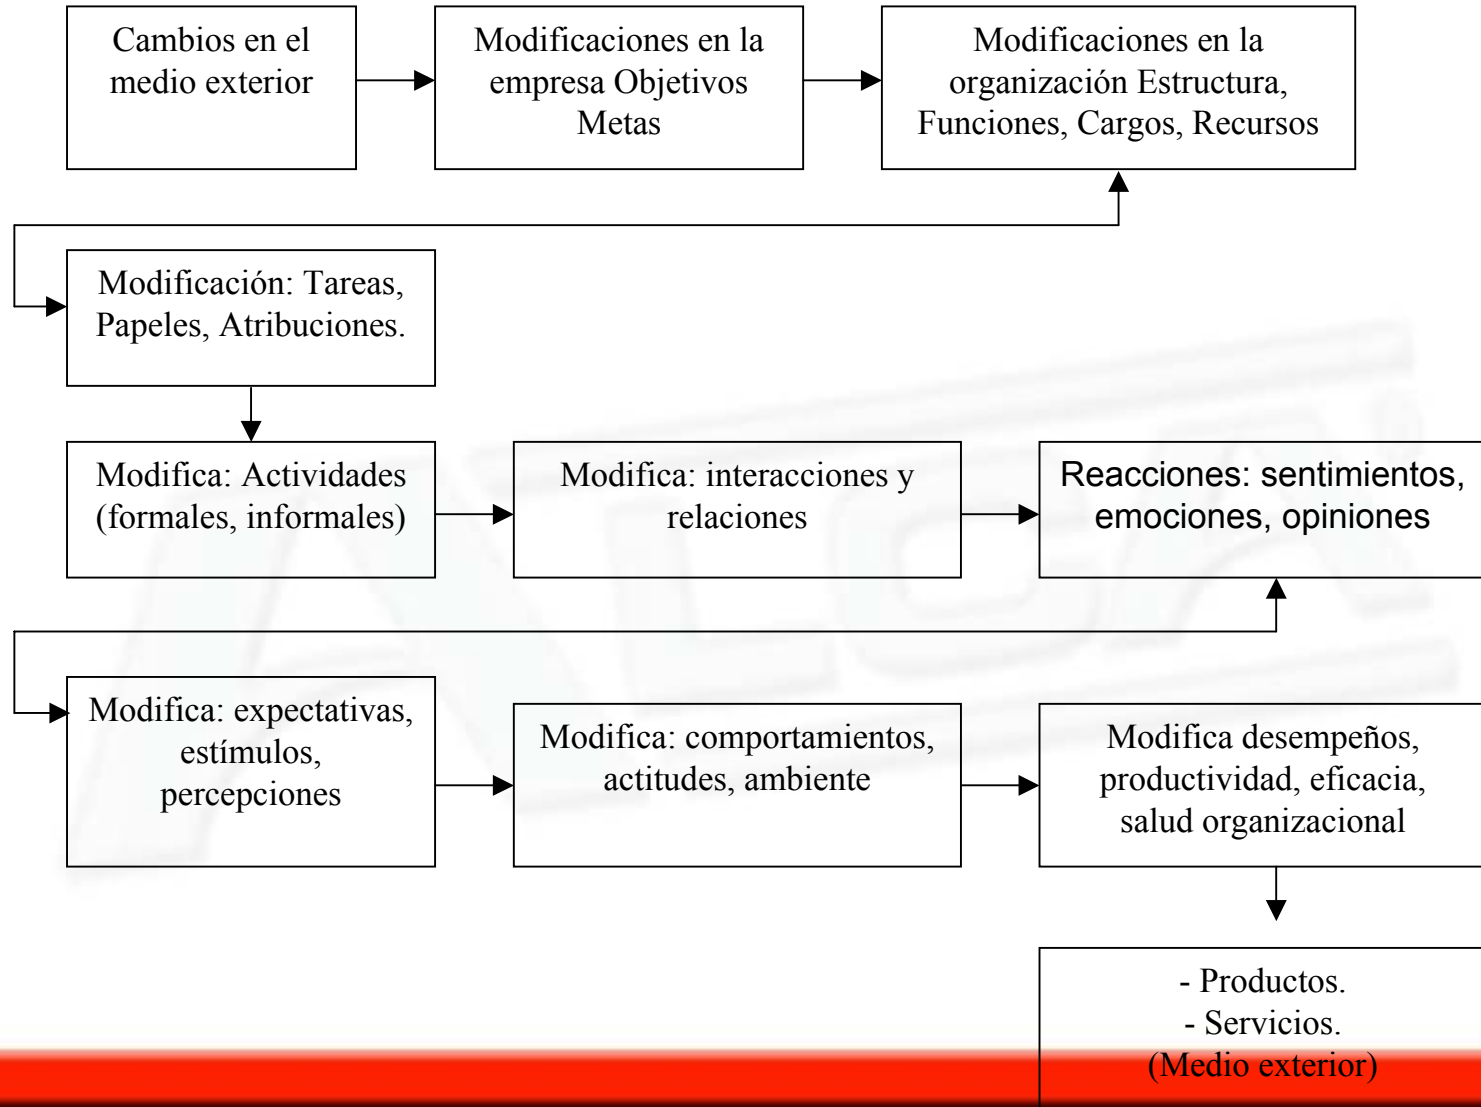 Cambios en el
medio exterior
Modificaciones en la
empresa Objetivos
Metas
Modificaciones en la
organización Estructura,
Funciones, Cargos, Recursos
Modificación: Tareas,
Papeles, Atribuciones.
Modifica: Actividades
(formales, informales)
Modifica: interacciones y
relaciones
Reacciones: sentimientos,
emociones, opiniones
Modifica: expectativas,
estímulos,
percepciones
Modifica: comportamientos,
actitudes, ambiente
Modifica desempeños,
productividad, eficacia,
salud organizacional
- Productos.
- Servicios.
(Medio exterior)
ALCA